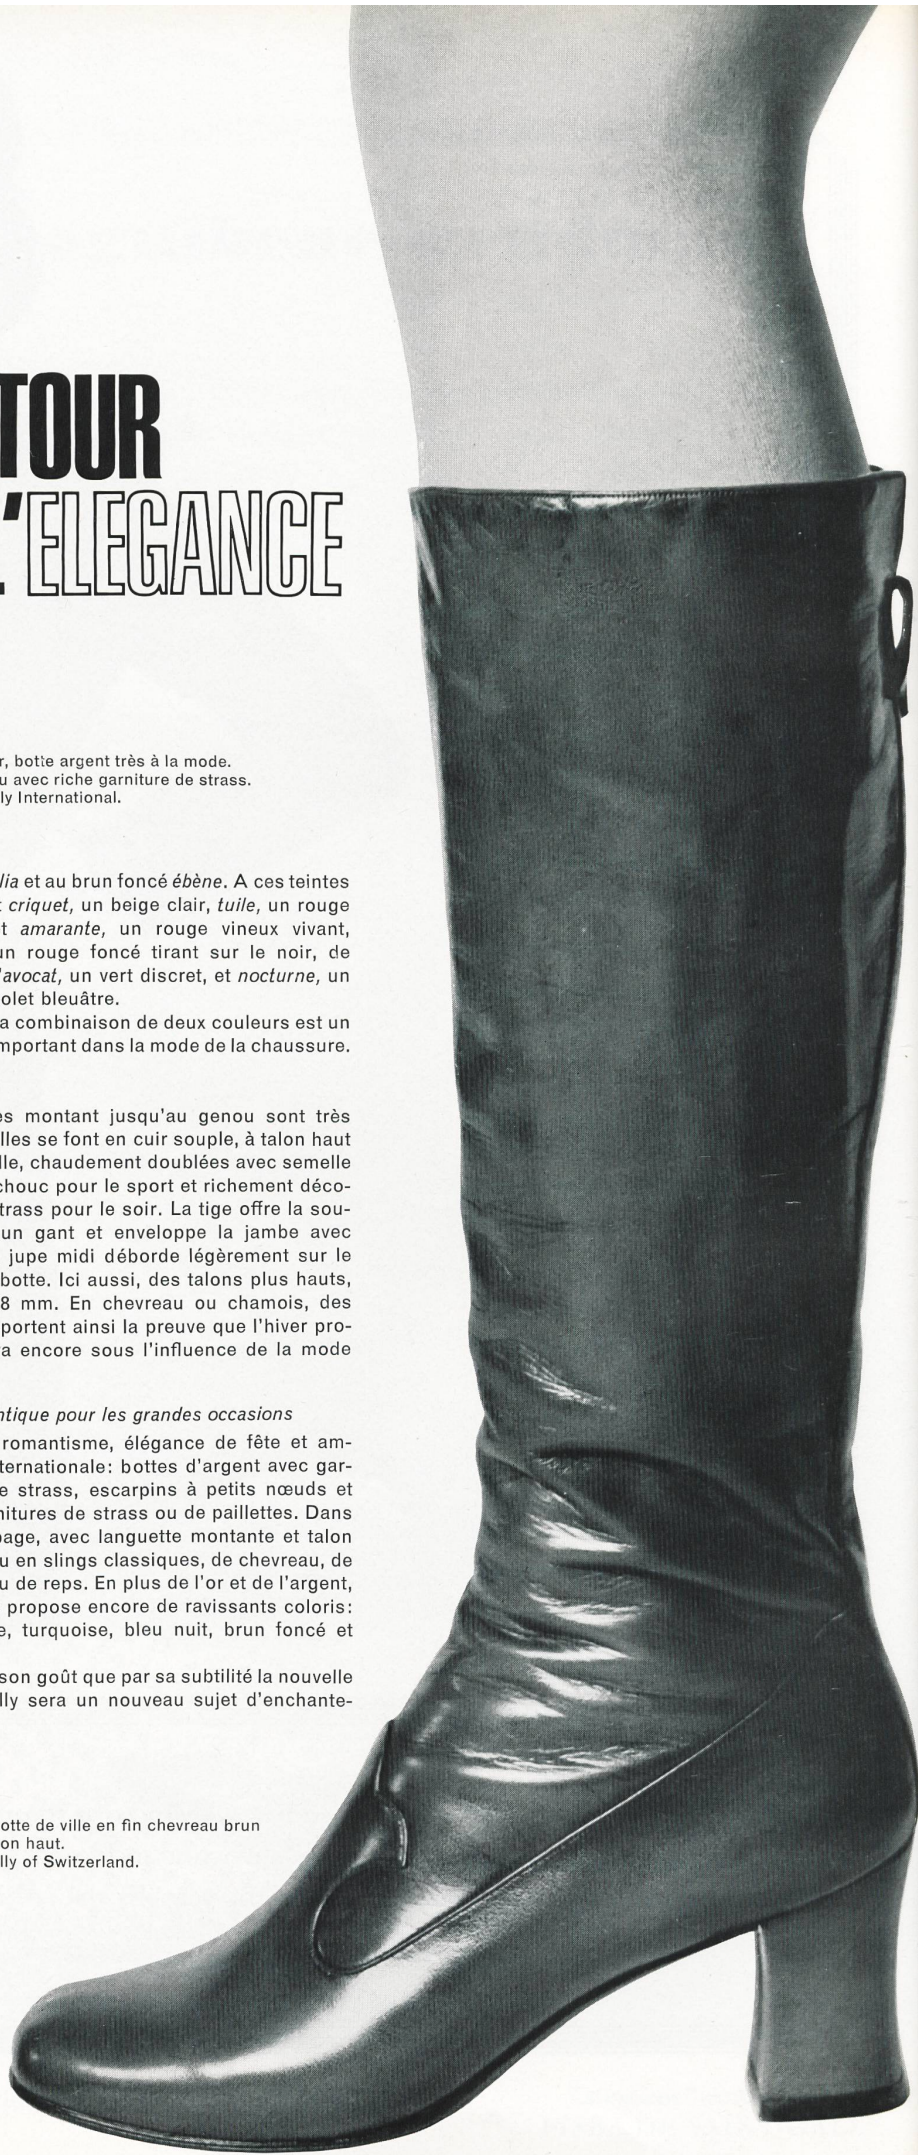 TOUR
L'ELEGANCE
r, botte argent très à la mode.
u avec riche garniture de strass.
ly International.
lia et au brun foncé ébène. A ces teintes
criquet, un beige clair, tuile, un rouge
t amarante, un rouge vineux vivant,
un rouge foncé tirant sur le noir, de
l'avocat, un vert discret, et nocturne, un
olet bleuâtre.
a combinaison de deux couleurs est un
mportant dans la mode de la chaussure.
es montant jusqu'au genou sont très
lles se font en cuir souple, à talon haut
lle, chaudement doublées avec semelle
chouc pour le sport et richement déco-
trass pour le soir. La tige offre la sou-
un gant et enveloppe la jambe avec
jupe midi déborde légèrement sur le
botte. Ici aussi, des talons plus hauts,
8 mm. En chevreau ou chamois, des
portent ainsi la preuve que l'hiver pro-
a encore sous l'influence de la mode
ntique pour les grandes occasions
romantisme, élégance de fête et am-
ternationale: bottes d'argent avec gar-
e strass, escarpins à petits nœuds et
nitures de strass ou de paillettes. Dans
page, avec languette montante et talon
u en slings classiques, de chevreau, de
u de reps. En plus de l'or et de l'argent,
propose encore de ravissants coloris:
e, turquoise, bleu nuit, brun foncé et
son goût que par sa subtilité la nouvelle
lly sera un nouveau sujet d'enchante-
otte de ville en fin chevreau brun
on haut.
lly of Switzerland.